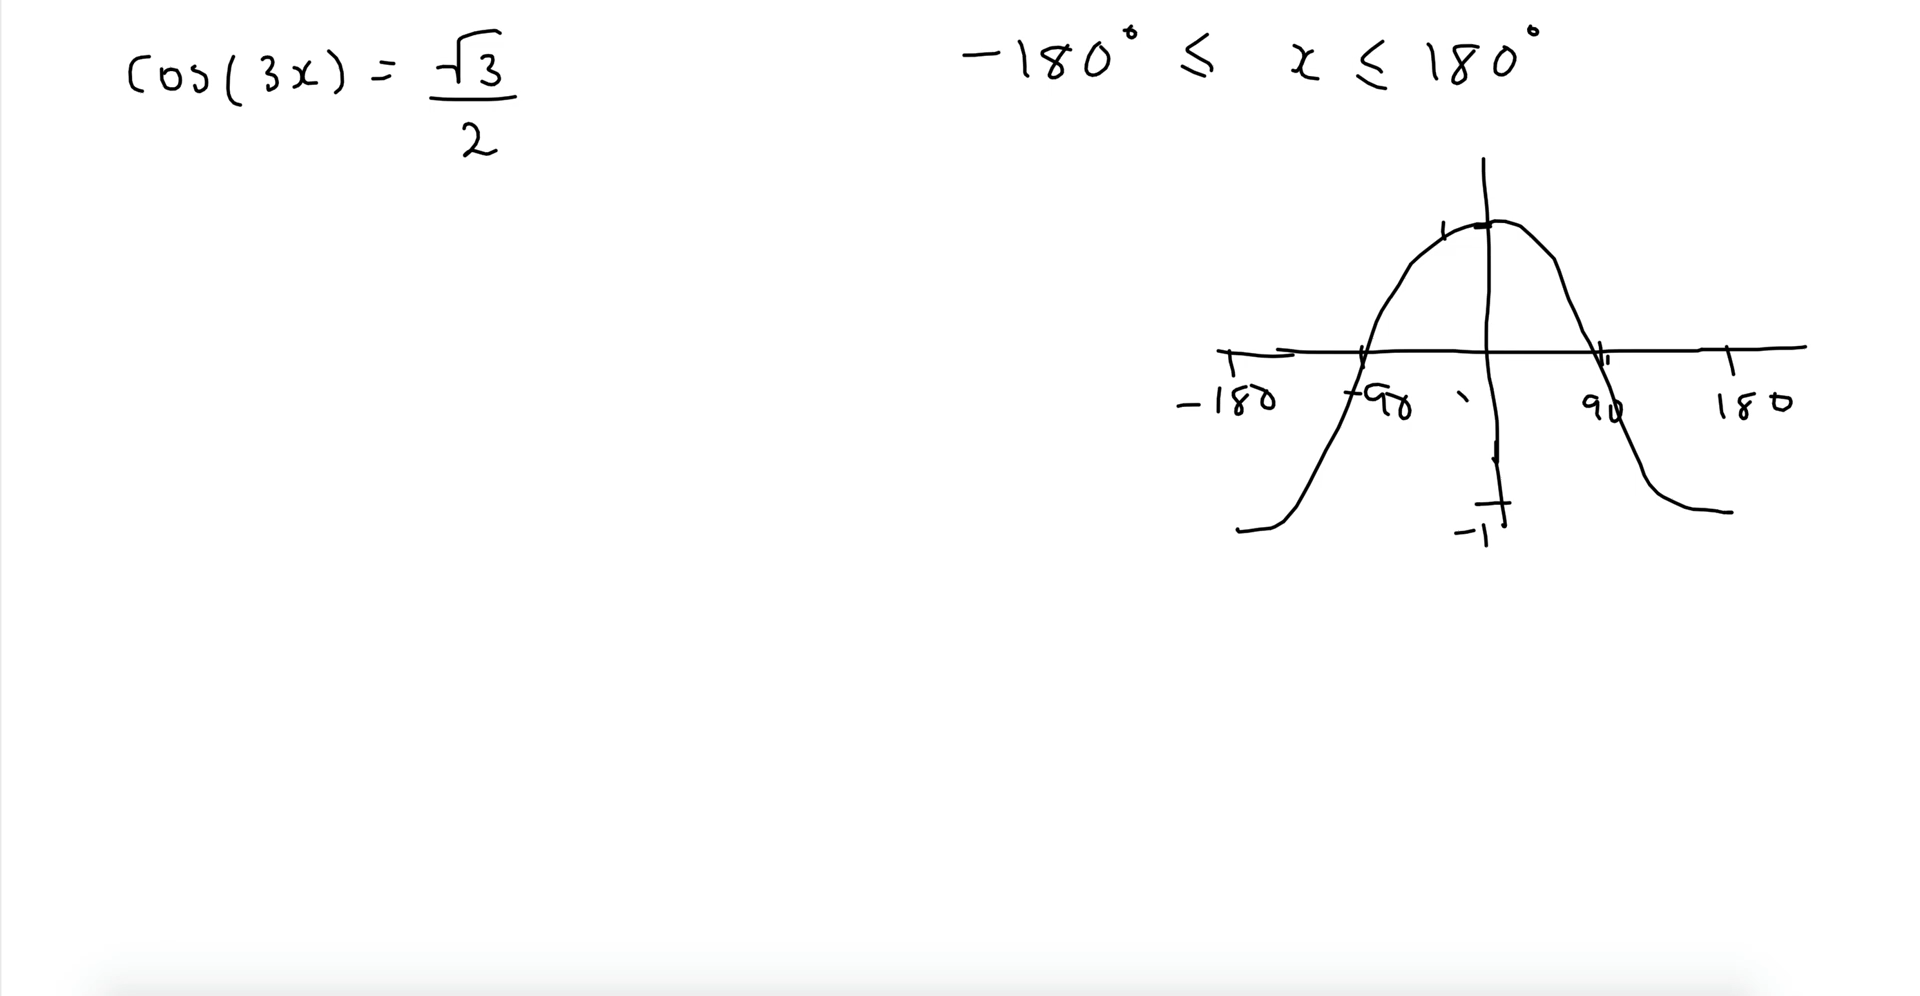 cos(3x) = √3/2
-180° ≤ x ≤ 180°
1
-180 -90 90 180
-1